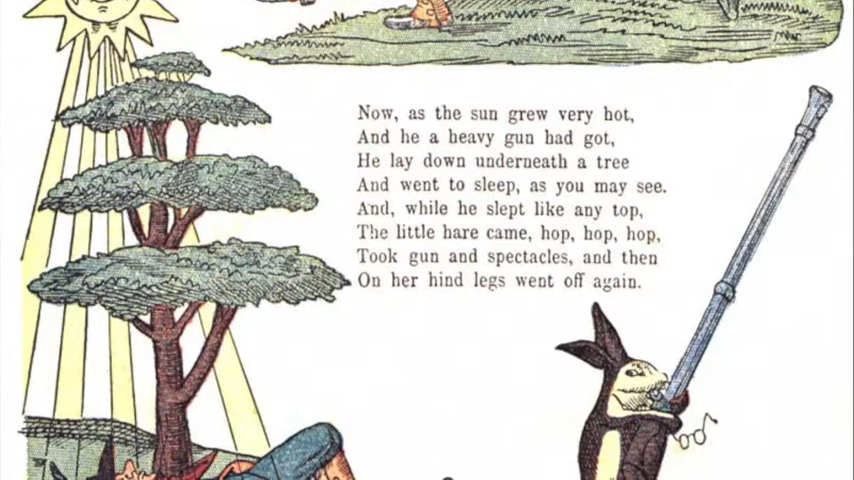 Now, as the sun grew very hot,
And he a heavy gun had got,
He lay down underneath a tree
And went to sleep, as you may see.
And, while he slept like any top,
The little hare came, hop, hop, hop,
Took gun and spectacles, and then
On her hind legs went off again.